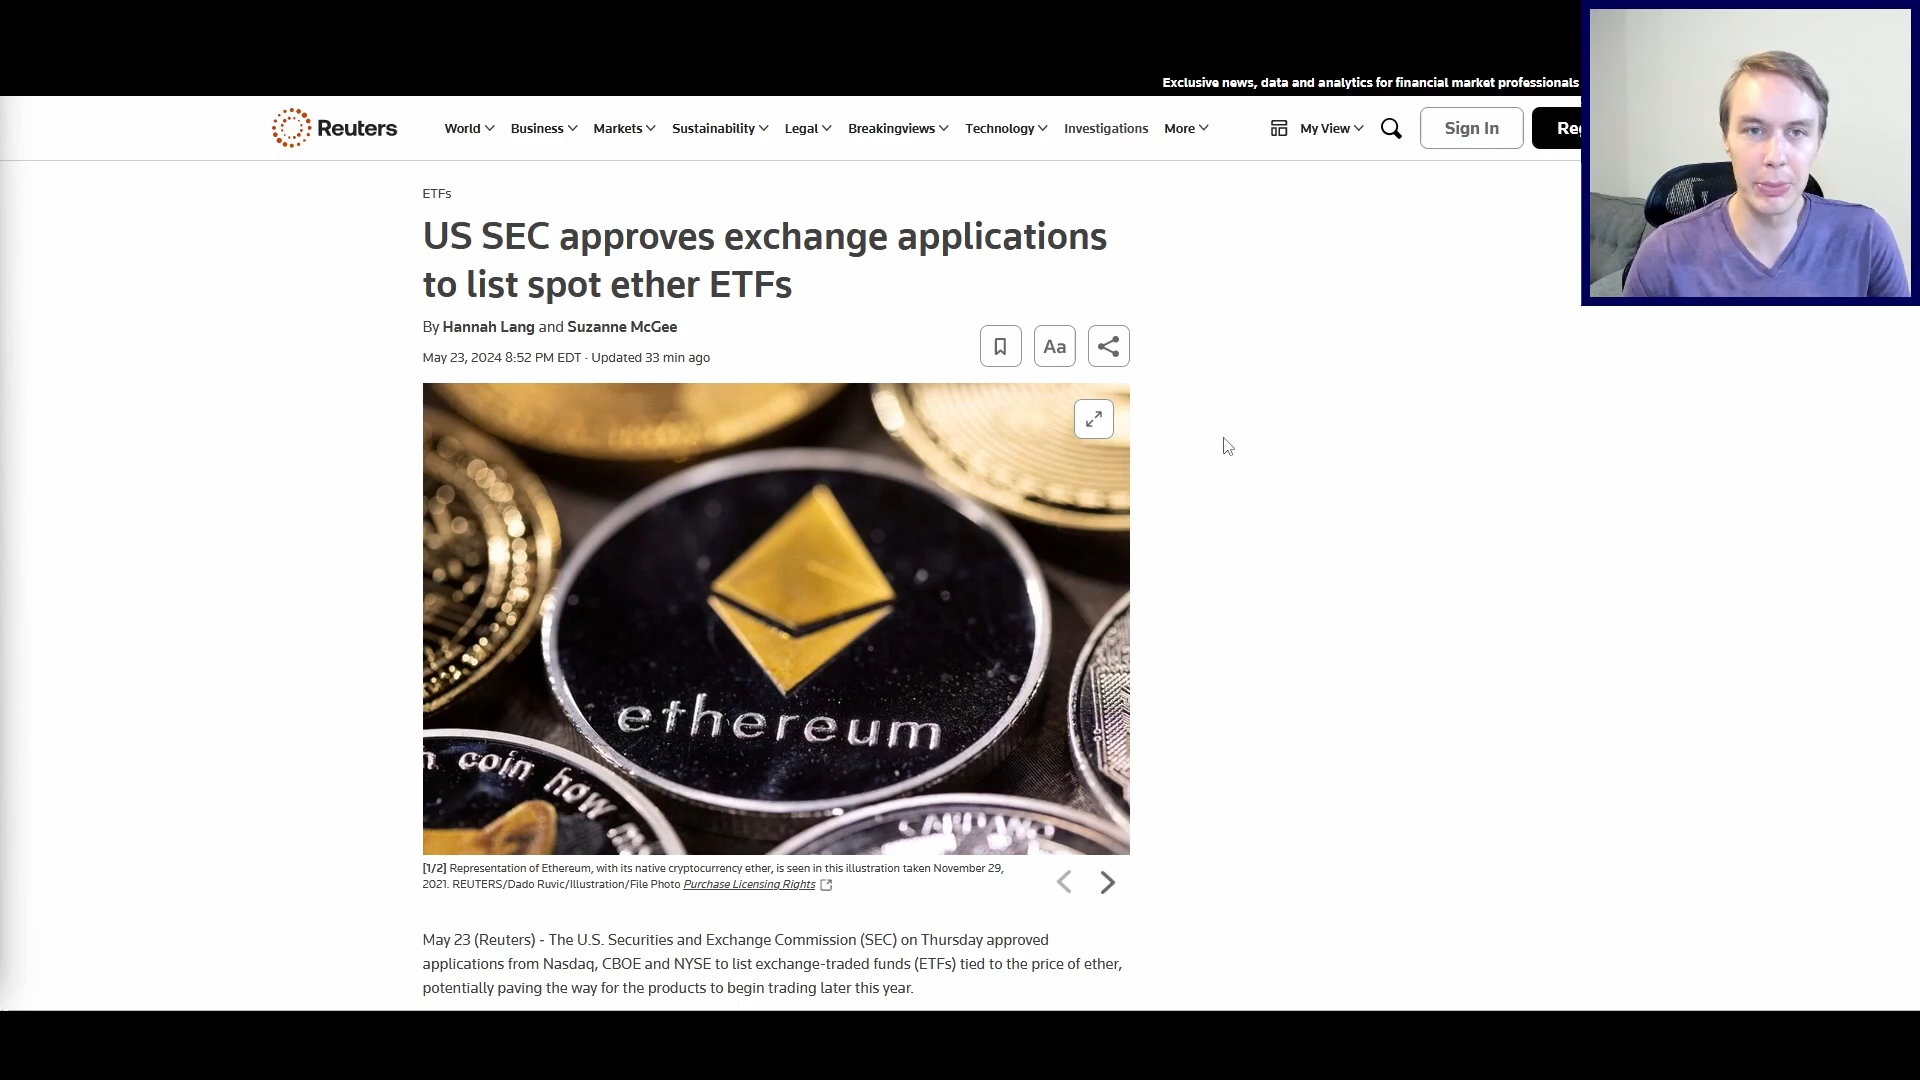 Exclusive news, data and analytics for financial market professionals
Reuters
World Business Markets Sustainability Legal Breakingviews Technology Investigations More My View Sign In
ETFs
US SEC approves exchange applications
to list spot ether ETFs
By Hannah Lang and Suzanne McGee
May 23, 2024 8:52 PM EDT · Updated 33 min ago
Aa
ethereum
coin how
[1/2] Representation of Ethereum, with its native cryptocurrency ether, is seen in this illustration taken November 29,
2021. REUTERS/Dado Ruvic/Illustration/File Photo Purchase Licensing Rights
May 23 (Reuters) - The U.S. Securities and Exchange Commission (SEC) on Thursday approved
applications from Nasdaq, CBOE and NYSE to list exchange-traded funds (ETFs) tied to the price of ether,
potentially paving the way for the products to begin trading later this year.